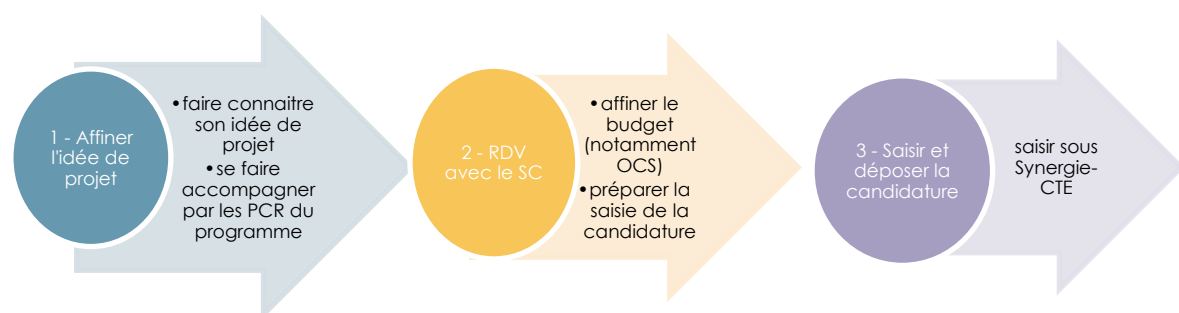 1 - Affiner
l'idée de
projet
•faire connaitre
son idée de
projet
•se faire
accompagner
par les PCR du
programme
2 - RDV
avec le SC
•affiner le
budget
(notamment
OCS)
•préparer la
saisie de la
candidature
3 - Saisir et
déposer la
candidature
saisir sous
Synergie-
CTE